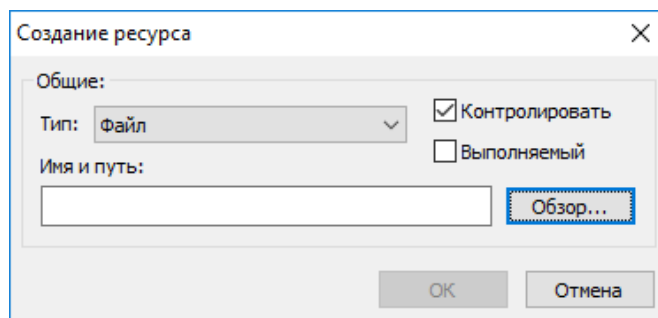 Создание ресурса
Общие:
Тип: Файл
Контролировать
Выполняемый
Имя и путь:
Обзор...
OK
Отмена